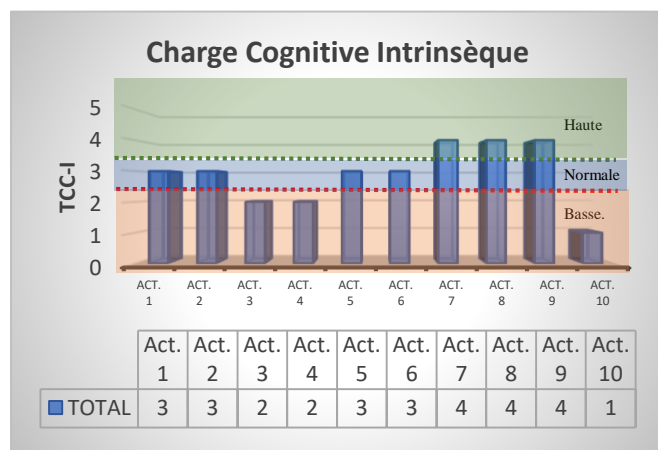 Charge Cognitive Intrinsèque
TCC-I
5
4
3
2
1
0
Haute
Normale
Basse.
ACT. 1
ACT. 2
ACT. 3
ACT. 4
ACT. 5
ACT. 6
ACT. 7
ACT. 8
ACT. 9
ACT. 10
Act. 1 Act. 2 Act. 3 Act. 4 Act. 5 Act. 6 Act. 7 Act. 8 Act. 9 Act. 10
TOTAL 3 3 2 2 3 3 4 4 4 1